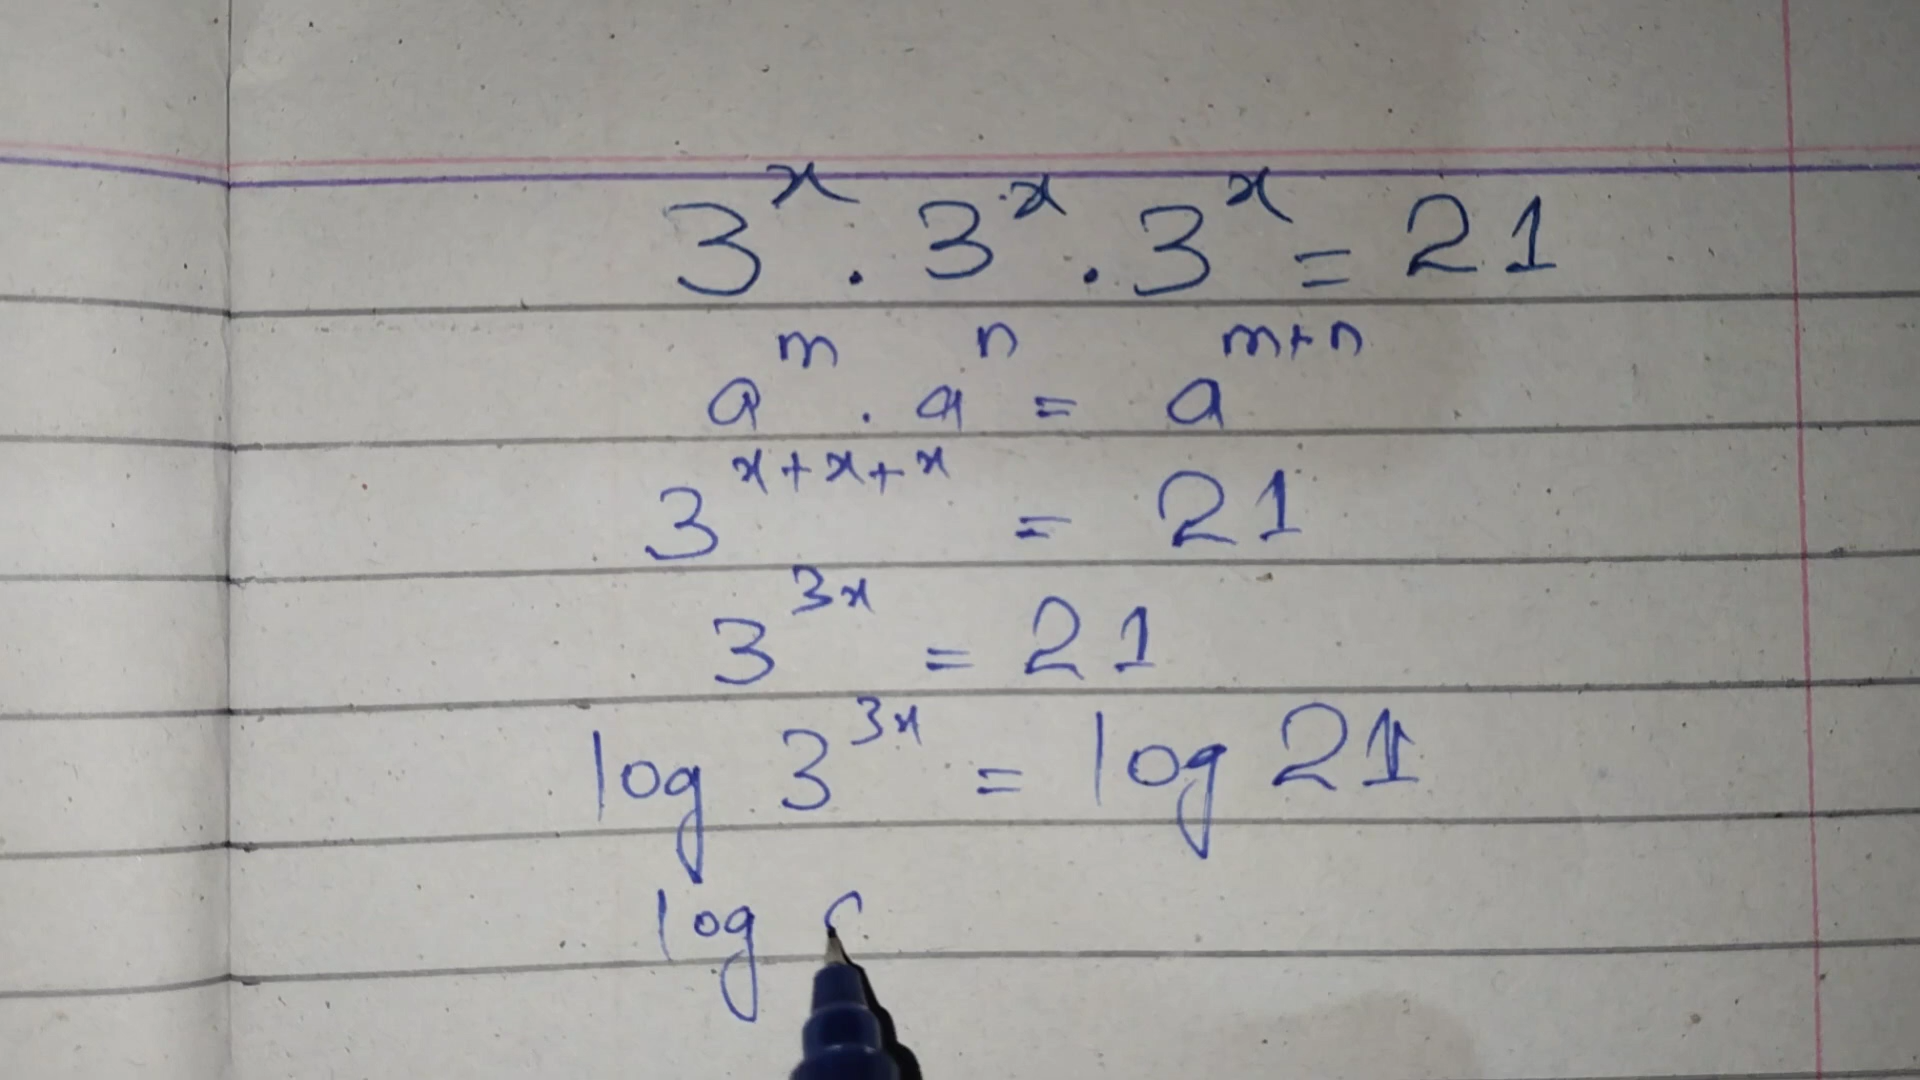 3^x . 3^x . 3^x = 21
a^m . a^n = a^(m+n)
3^(x+x+x) = 21
3^(3x) = 21
log 3^(3x) = log 21
log